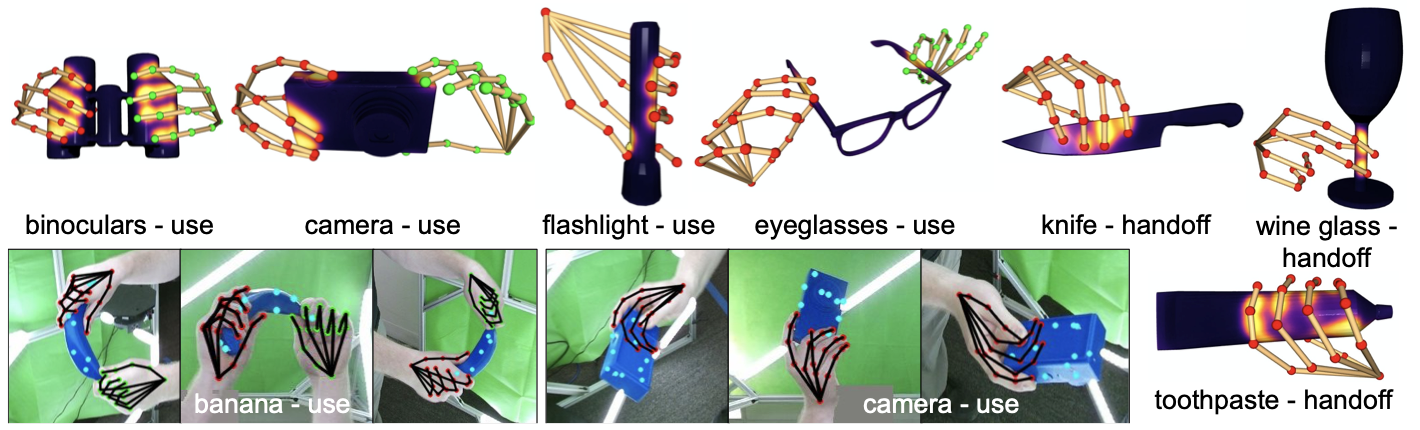 binoculars - use
camera - use
flashlight - use
eyeglasses - use
knife - handoff
wine glass -
handoff
banana - use
camera - use
toothpaste - handoff